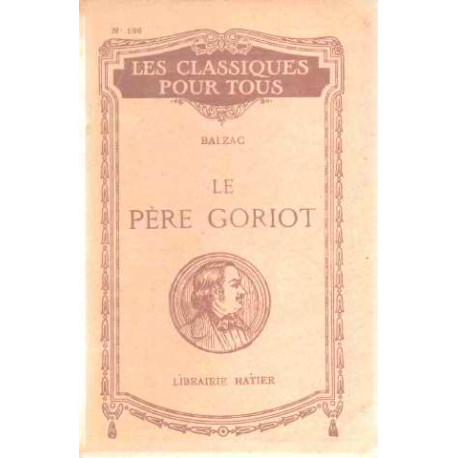 LES CLASSIQUES
POUR TOUS
BALZAC
LE
PÈRE GORIOT
LIBRAIRIE HATIER